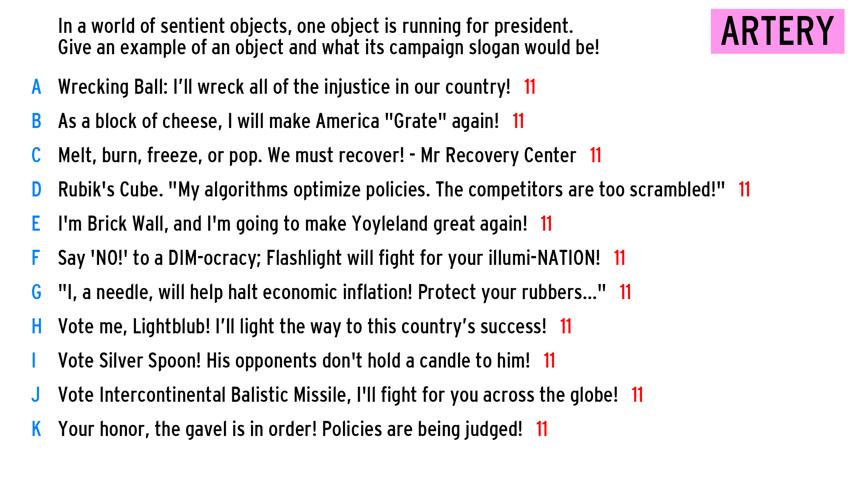 In a world of sentient objects, one object is running for president.
Give an example of an object and what its campaign slogan would be!
ARTERY
A Wrecking Ball: I’ll wreck all of the injustice in our country! 11
B As a block of cheese, I will make America "Grate" again! 11
C Melt, burn, freeze, or pop. We must recover! - Mr Recovery Center 11
D Rubik's Cube. "My algorithms optimize policies. The competitors are too scrambled!" 11
E I'm Brick Wall, and I'm going to make Yoyleland great again! 11
F Say 'NO!' to a DIM-ocracy; Flashlight will fight for your illumi-NATION! 11
G "I, a needle, will help halt economic inflation! Protect your rubbers..." 11
H Vote me, Lightblub! I’ll light the way to this country’s success! 11
I Vote Silver Spoon! His opponents don't hold a candle to him! 11
J Vote Intercontinental Balistic Missile, I'll fight for you across the globe! 11
K Your honor, the gavel is in order! Policies are being judged! 11